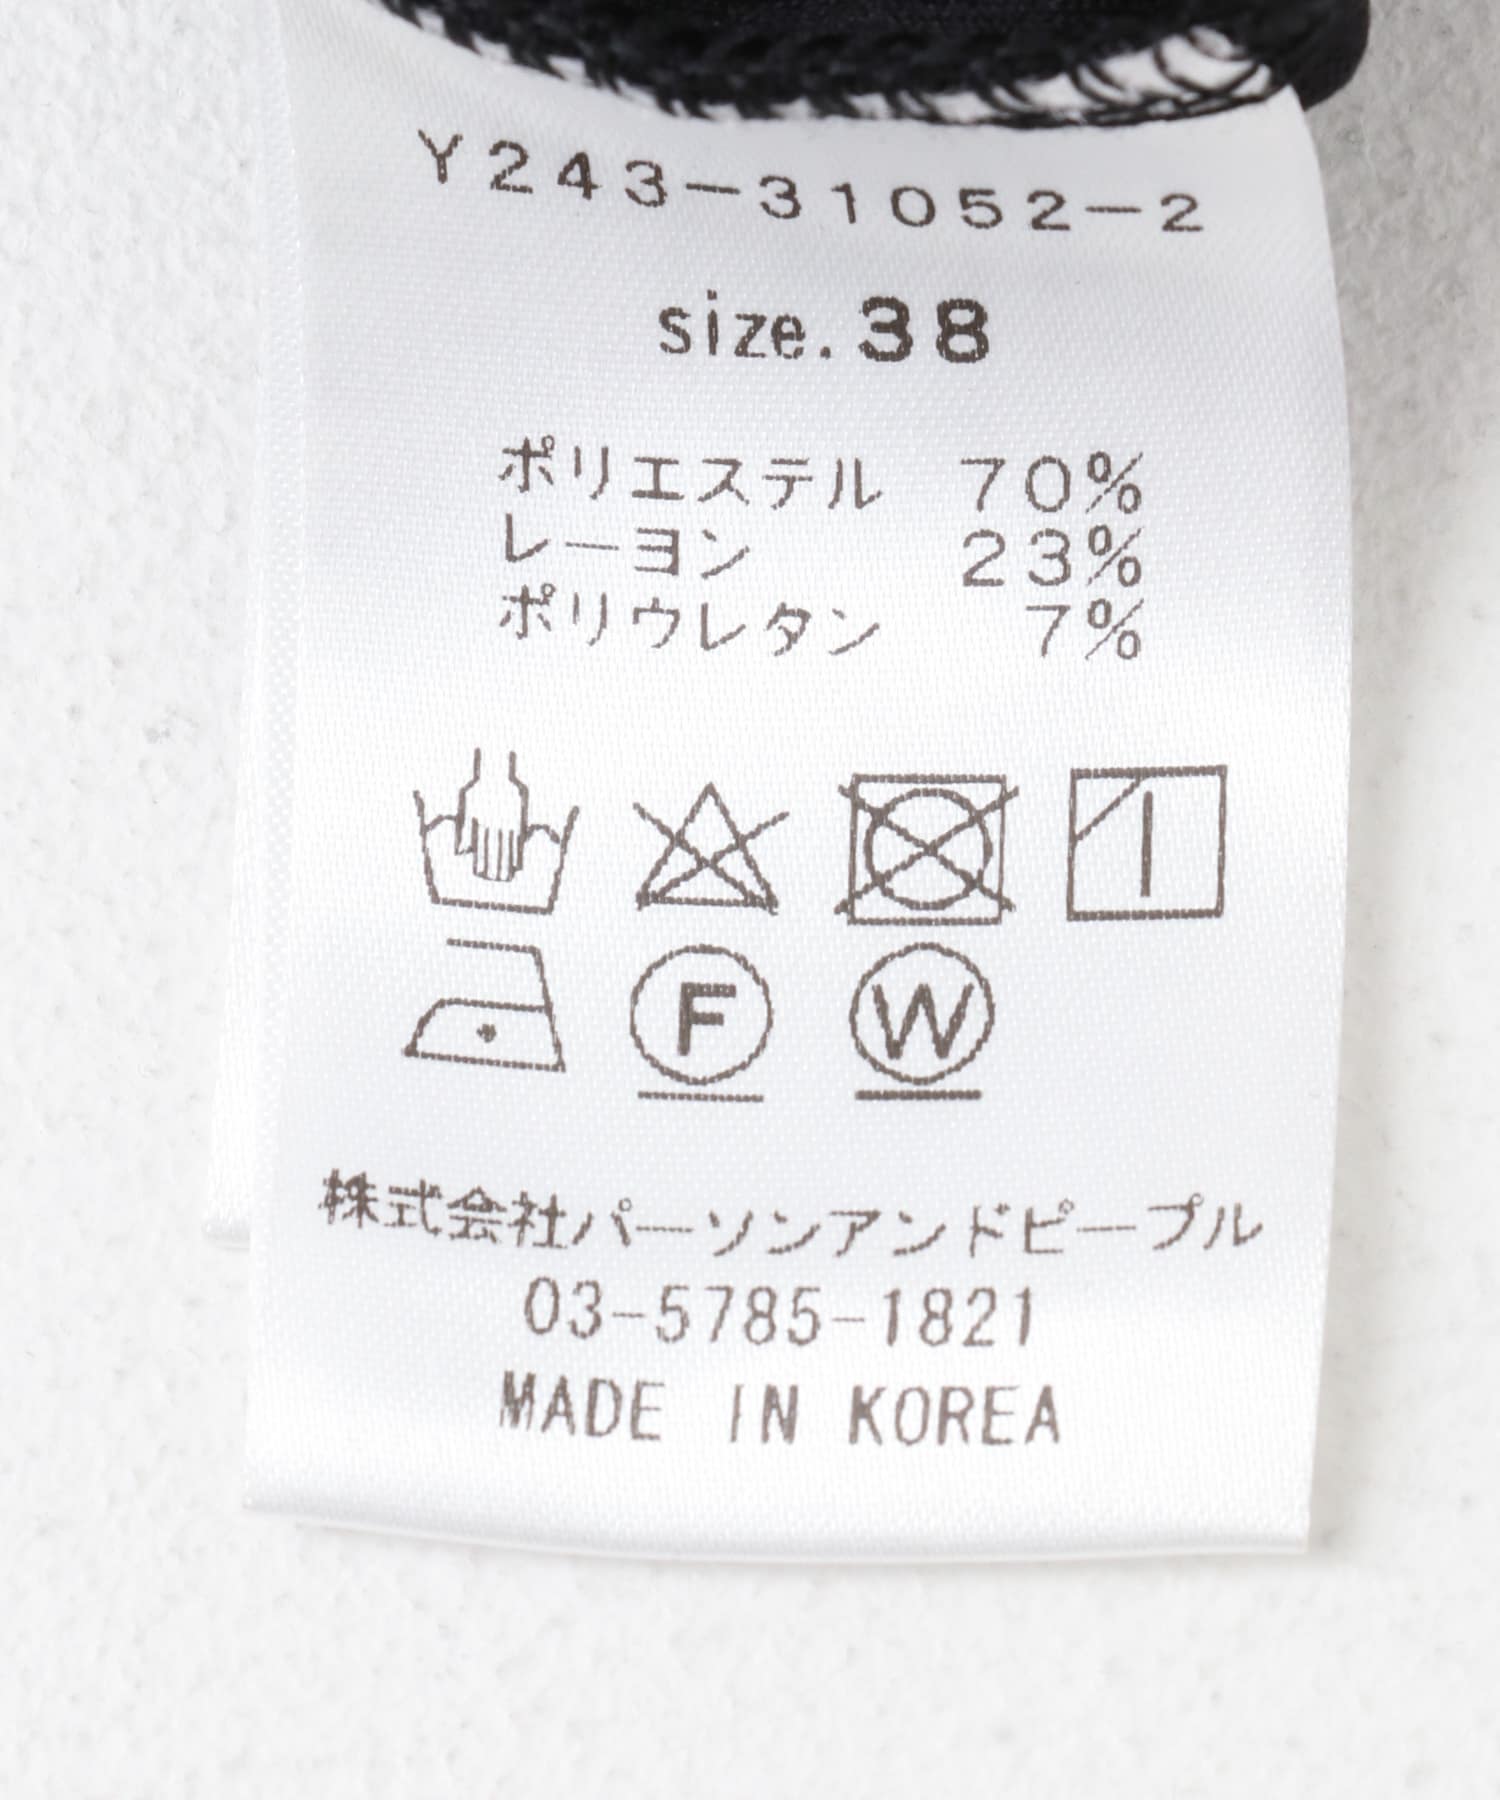 Y243-31052-2
size. 38
ポリエステル 70%
レーヨン 23%
ポリウレタン 7%
F W
株式会社パーソンアンドピープル
03-5785-1821
MADE IN KOREA